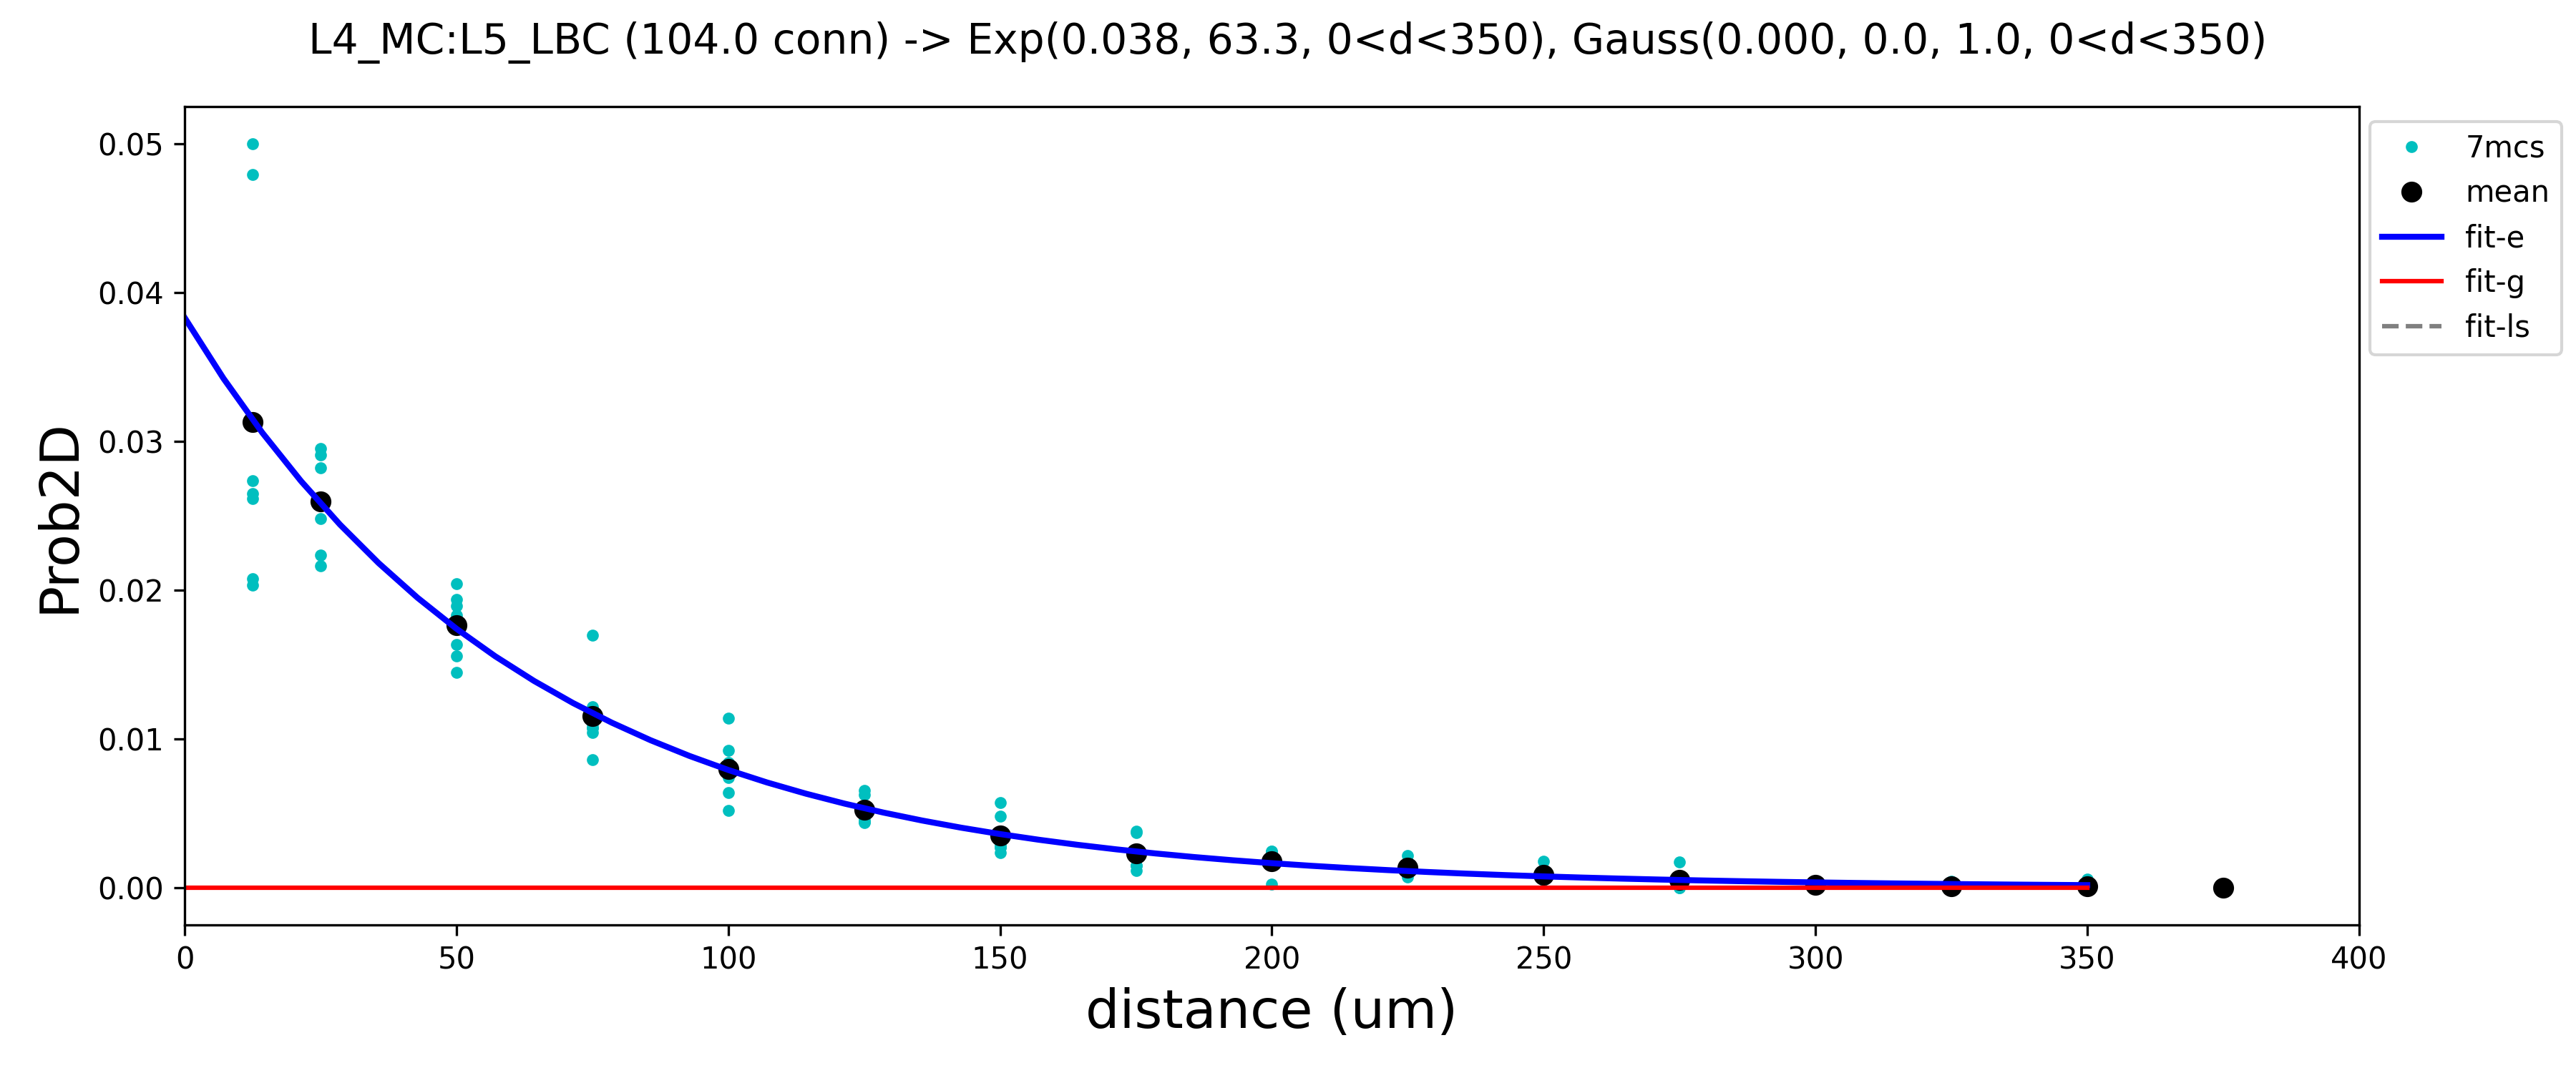 L4_MC:L5_LBC (104.0 conn) -> Exp(0.038, 63.3, 0<d<350), Gauss(0.000, 0.0, 1.0, 0<d<350)
0.05
0.04
0.03
0.02
0.01
0.00
Prob2D
0 50 100 150 200 250 300 350 400
distance (um)
7mcs
mean
fit-e
fit-g
fit-ls